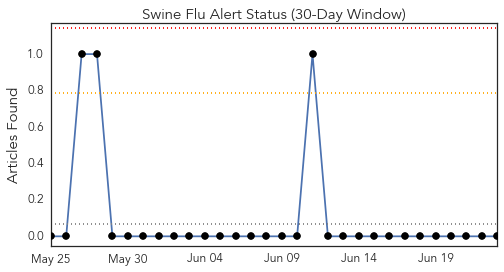 Swine Flu Alert Status (30-Day Window)
Articles Found
1.0
0.8
0.6
0.4
0.2
0.0
May 25
May 30
Jun 04
Jun 09
Jun 14
Jun 19